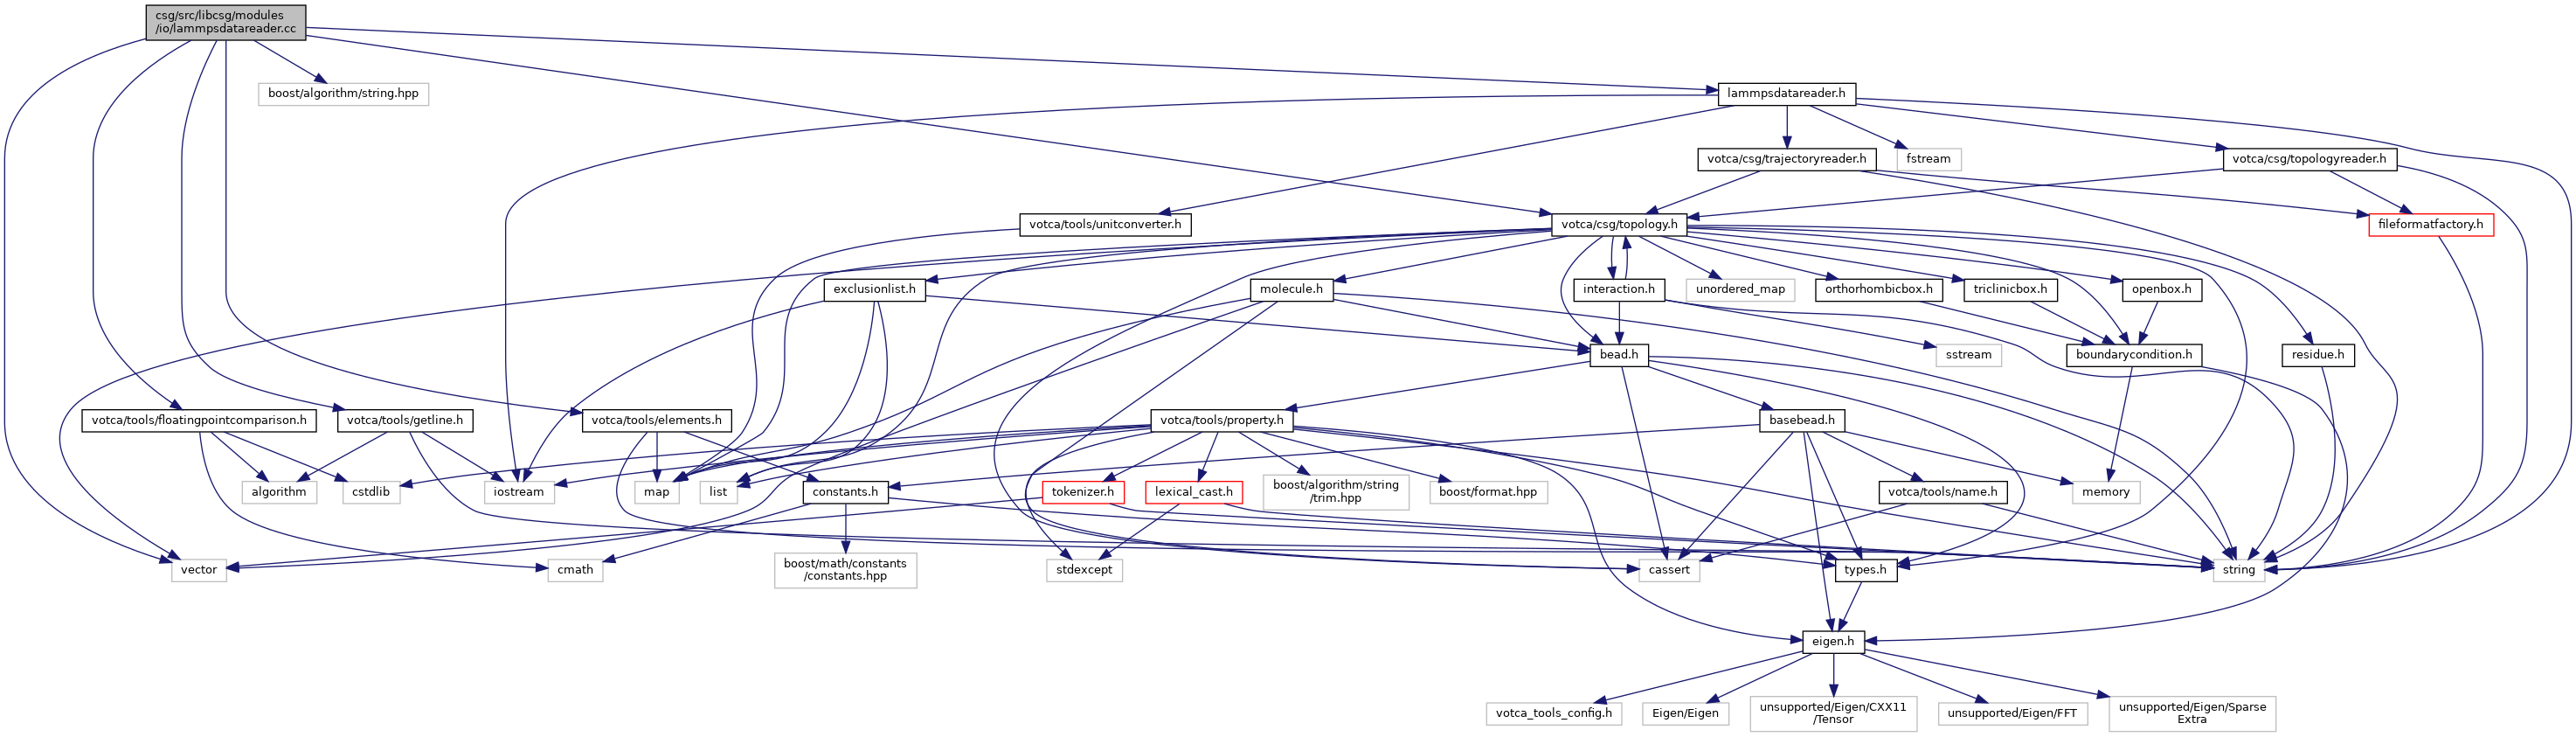 csg/src/libcsg/modules
/io/lammpsdatareader.cc
boost/algorithm/string.hpp
lammpsdatareader.h
votca/csg/trajectoryreader.h
fstream
votca/csg/topologyreader.h
votca/tools/unitconverter.h
votca/csg/topology.h
fileformatfactory.h
exclusionlist.h
molecule.h
interaction.h
unordered_map
orthorhombicbox.h
triclinicbox.h
openbox.h
bead.h
sstream
boundarycondition.h
residue.h
votca/tools/floatingpointcomparison.h
votca/tools/getline.h
votca/tools/elements.h
votca/tools/property.h
basebead.h
algorithm
cstdlib
iostream
map
list
constants.h
tokenizer.h
lexical_cast.h
boost/algorithm/string
/trim.hpp
boost/format.hpp
votca/tools/name.h
memory
vector
cmath
boost/math/constants
/constants.hpp
stdexcept
cassert
types.h
string
eigen.h
votca_tools_config.h
Eigen/Eigen
unsupported/Eigen/CXX11
/Tensor
unsupported/Eigen/FFT
unsupported/Eigen/Sparse
Extra